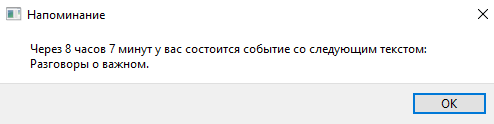 Напоминание
Через 8 часов 7 минут у вас состоится событие со следующим текстом:
Разговоры о важном.
OK